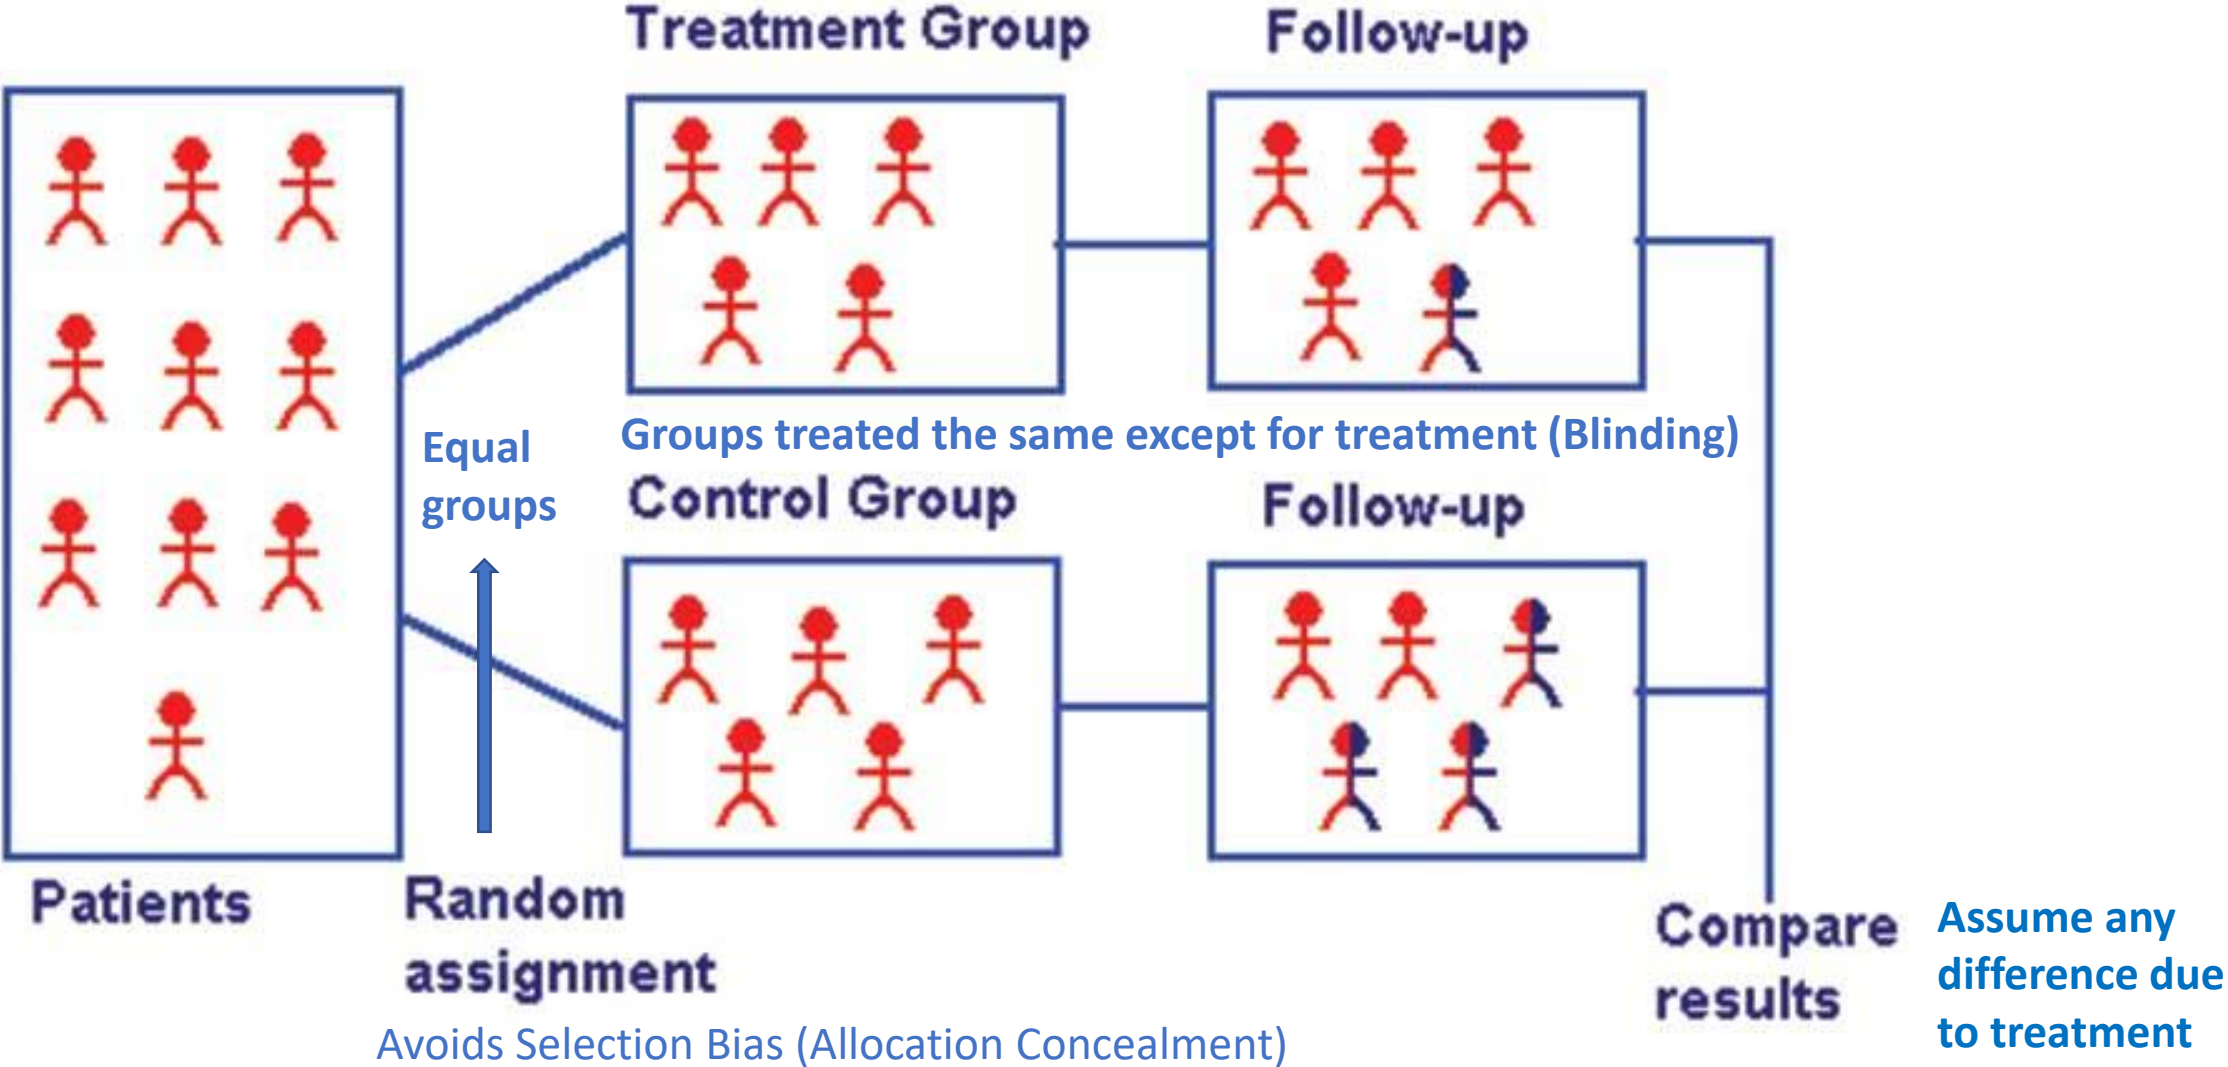 Treatment Group
Follow-up
Equal
groups
Groups treated the same except for treatment (Blinding)
Control Group
Follow-up
Patients
Random
assignment
Avoids Selection Bias (Allocation Concealment)
Compare
results
Assume any
difference due
to treatment